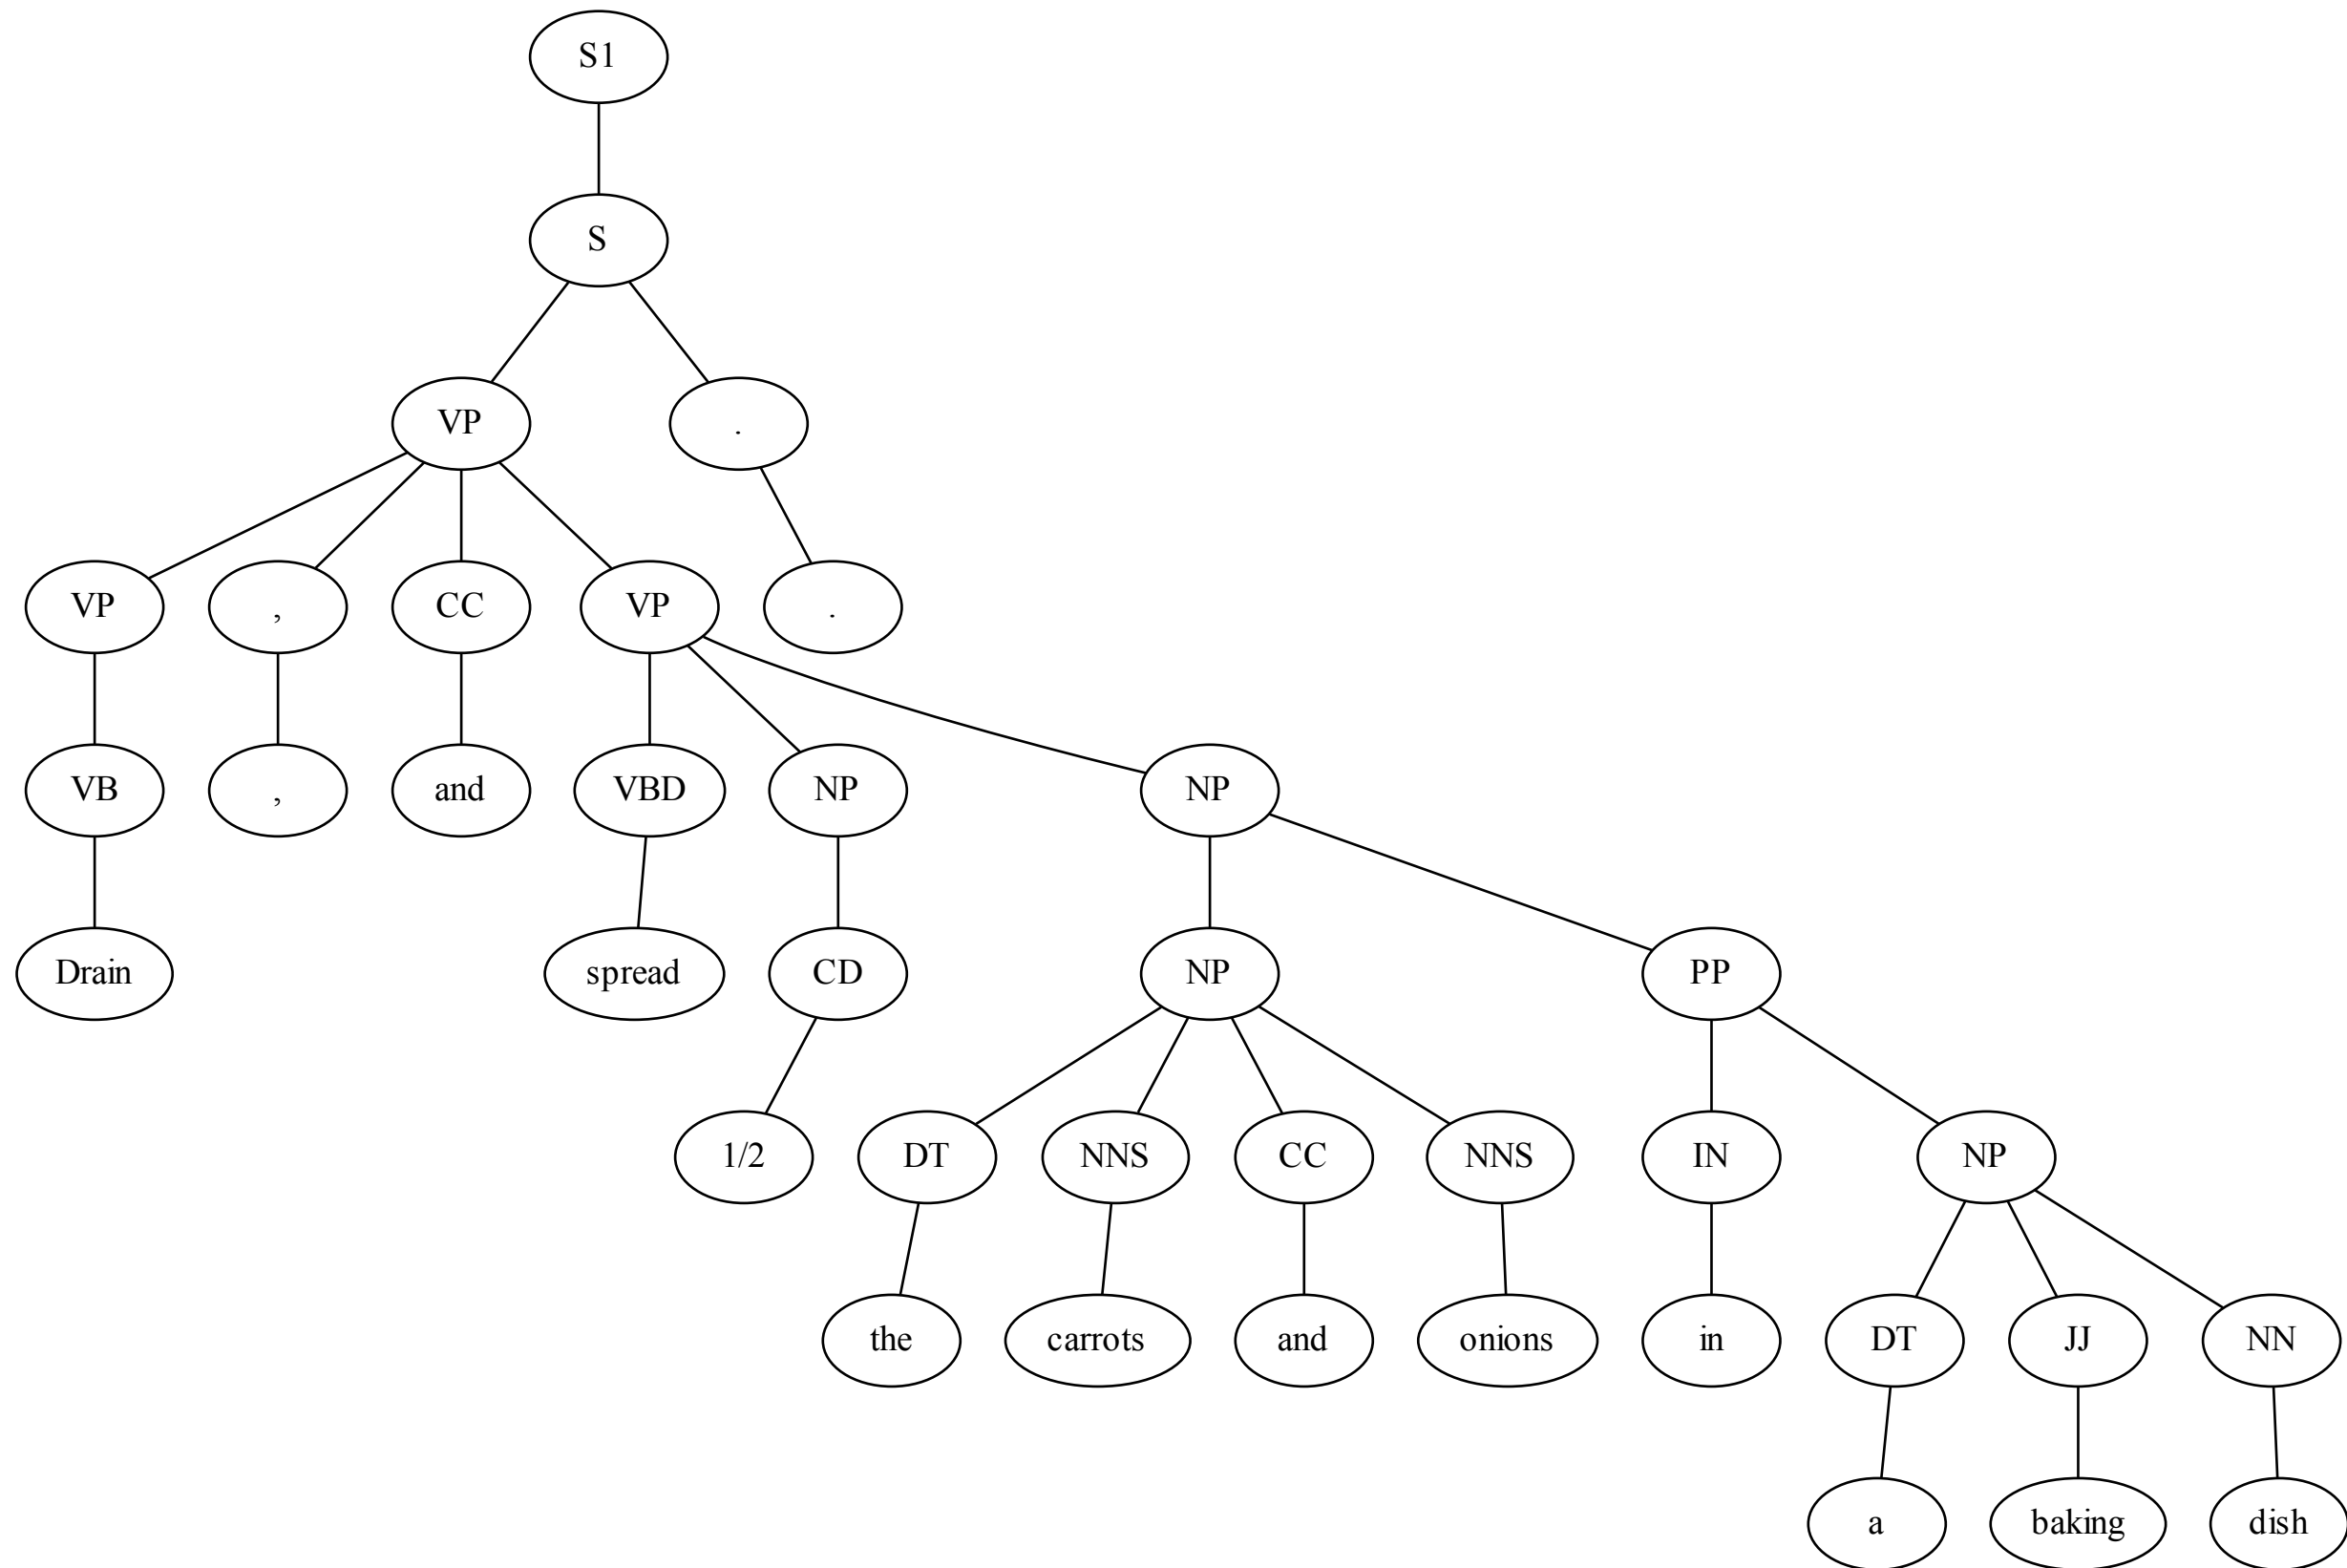 S1
S
VP .
VP , CC VP .
VB , and VBD NP NP
Drain spread CD NP PP
1/2 DT NNS CC NNS IN NP
the carrots and onions in DT JJ NN
a baking dish